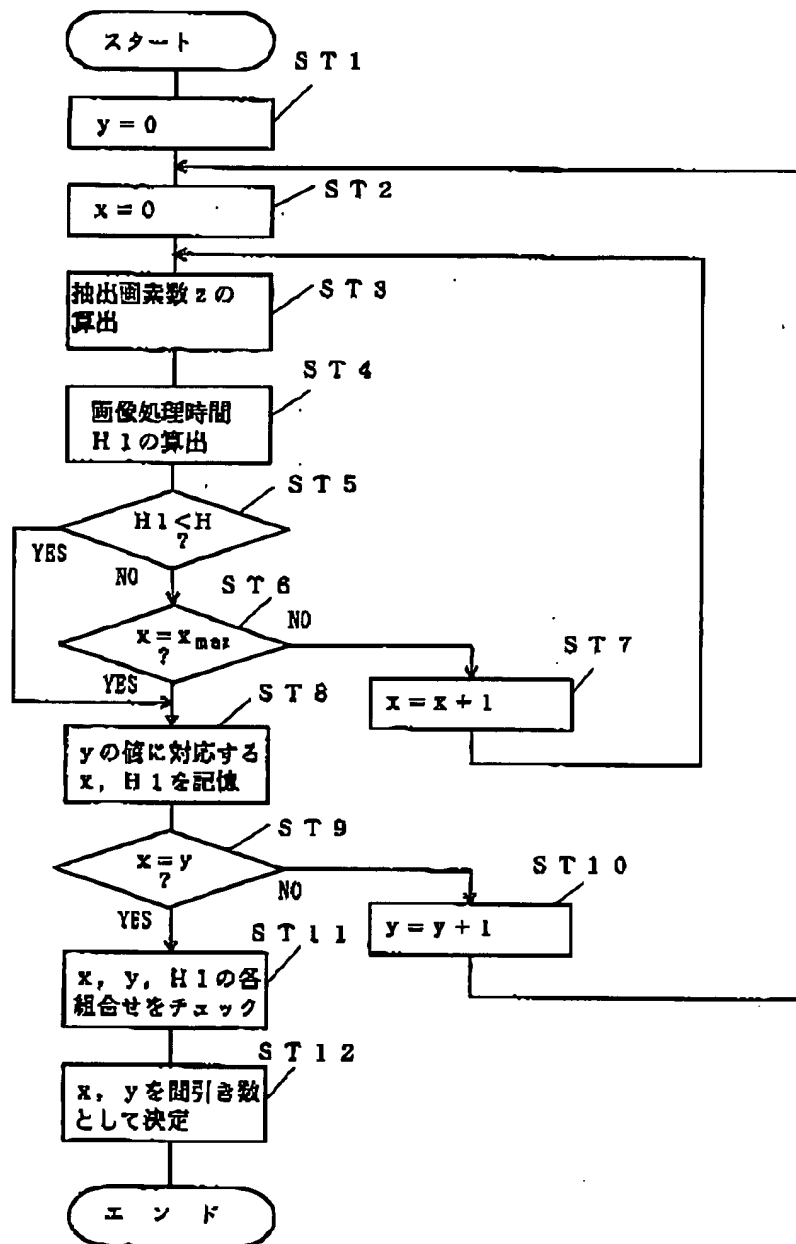 スタート
ST1
y=0
ST2
x=0
ST3
抽出画素数zの
算出
ST4
画像処理時間
H1の算出
ST5
H1<H
?
YES
NO
ST6
x=xmax
?
NO
YES
ST7
x=x+1
ST8
yの値に対応する
x,H1を記憶
ST9
x=y
?
NO
YES
ST10
y=y+1
ST11
x,y,H1の各
組合せをチェック
ST12
x,yを間引き数
として決定
エンド